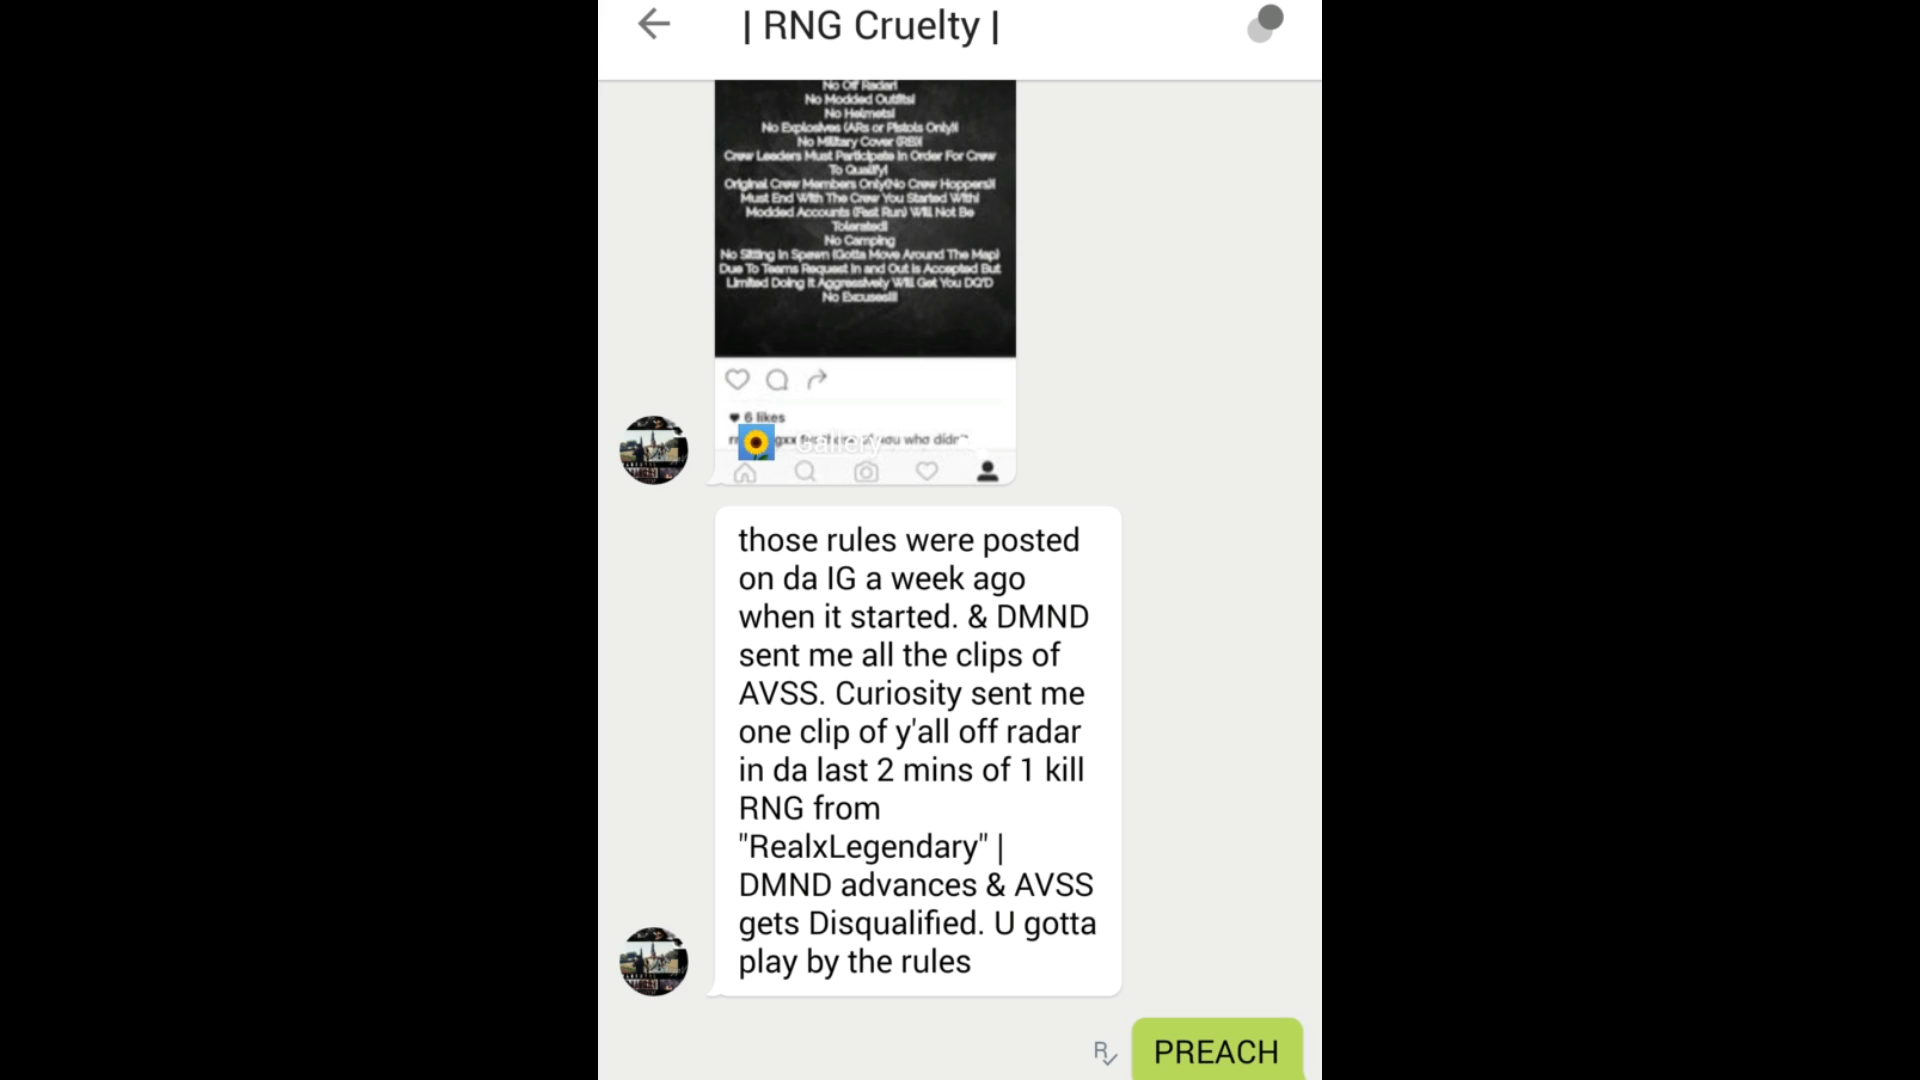 | RNG Cruelty |
No Off Radar!
No Modded Outfits!
No Helmets!
No Explosives (ARs or Pistols Only)!
No Military Cover (RB)!
Crew Leaders Must Participate In Order For Crew
To Qualify!
Original Crew Members Only(No Crew Hoppers)!
Must End With The Crew You Started With!
Modded Accounts (Fast Run) Will Not Be
Tolerated!
No Camping
No Sitting In Spawn (Gotta Move Around The Map)
Due To Teams Request In and Out is Accepted But
Limited Doing It Aggressively Will Get You DQ'D
No Excuses!!!
6 likes
you who didn't
Gallery
those rules were posted
on da IG a week ago
when it started. & DMND
sent me all the clips of
AVSS. Curiosity sent me
one clip of y'all off radar
in da last 2 mins of 1 kill
RNG from
"RealxLegendary" |
DMND advances & AVSS
gets Disqualified. U gotta
play by the rules
R PREACH